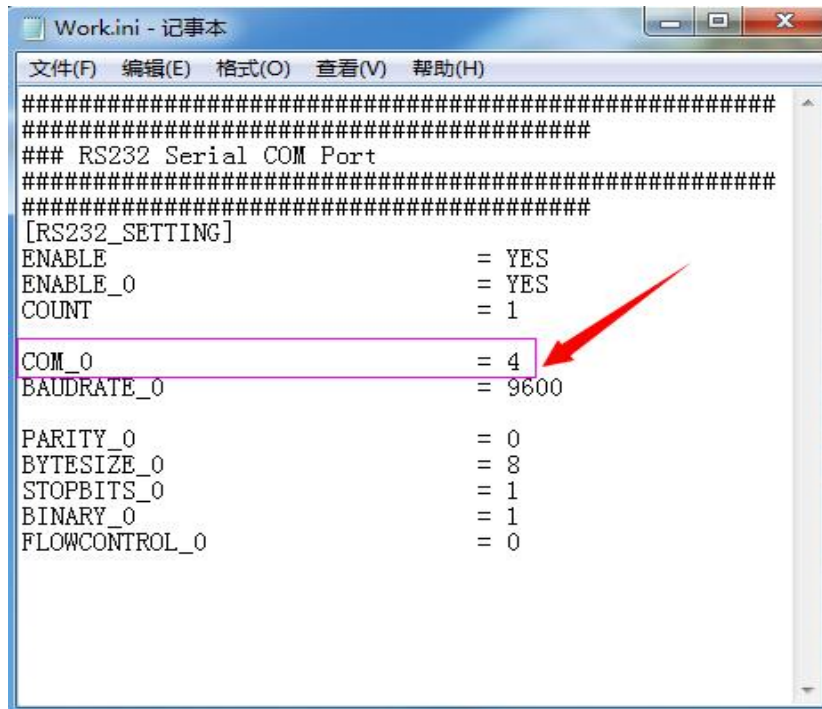 Work.ini - 记事本
文件(F) 编辑(E) 格式(O) 查看(V) 帮助(H)
#####################################################
########################################
### RS232 Serial COM Port
#####################################################
########################################
[RS232_SETTING]
ENABLE = YES
ENABLE_0 = YES
COUNT = 1
COM_0 = 4
BAUDRATE_0 = 9600
PARITY_0 = 0
BYTESIZE_0 = 8
STOPBITS_0 = 1
BINARY_0 = 1
FLOWCONTROL_0 = 0